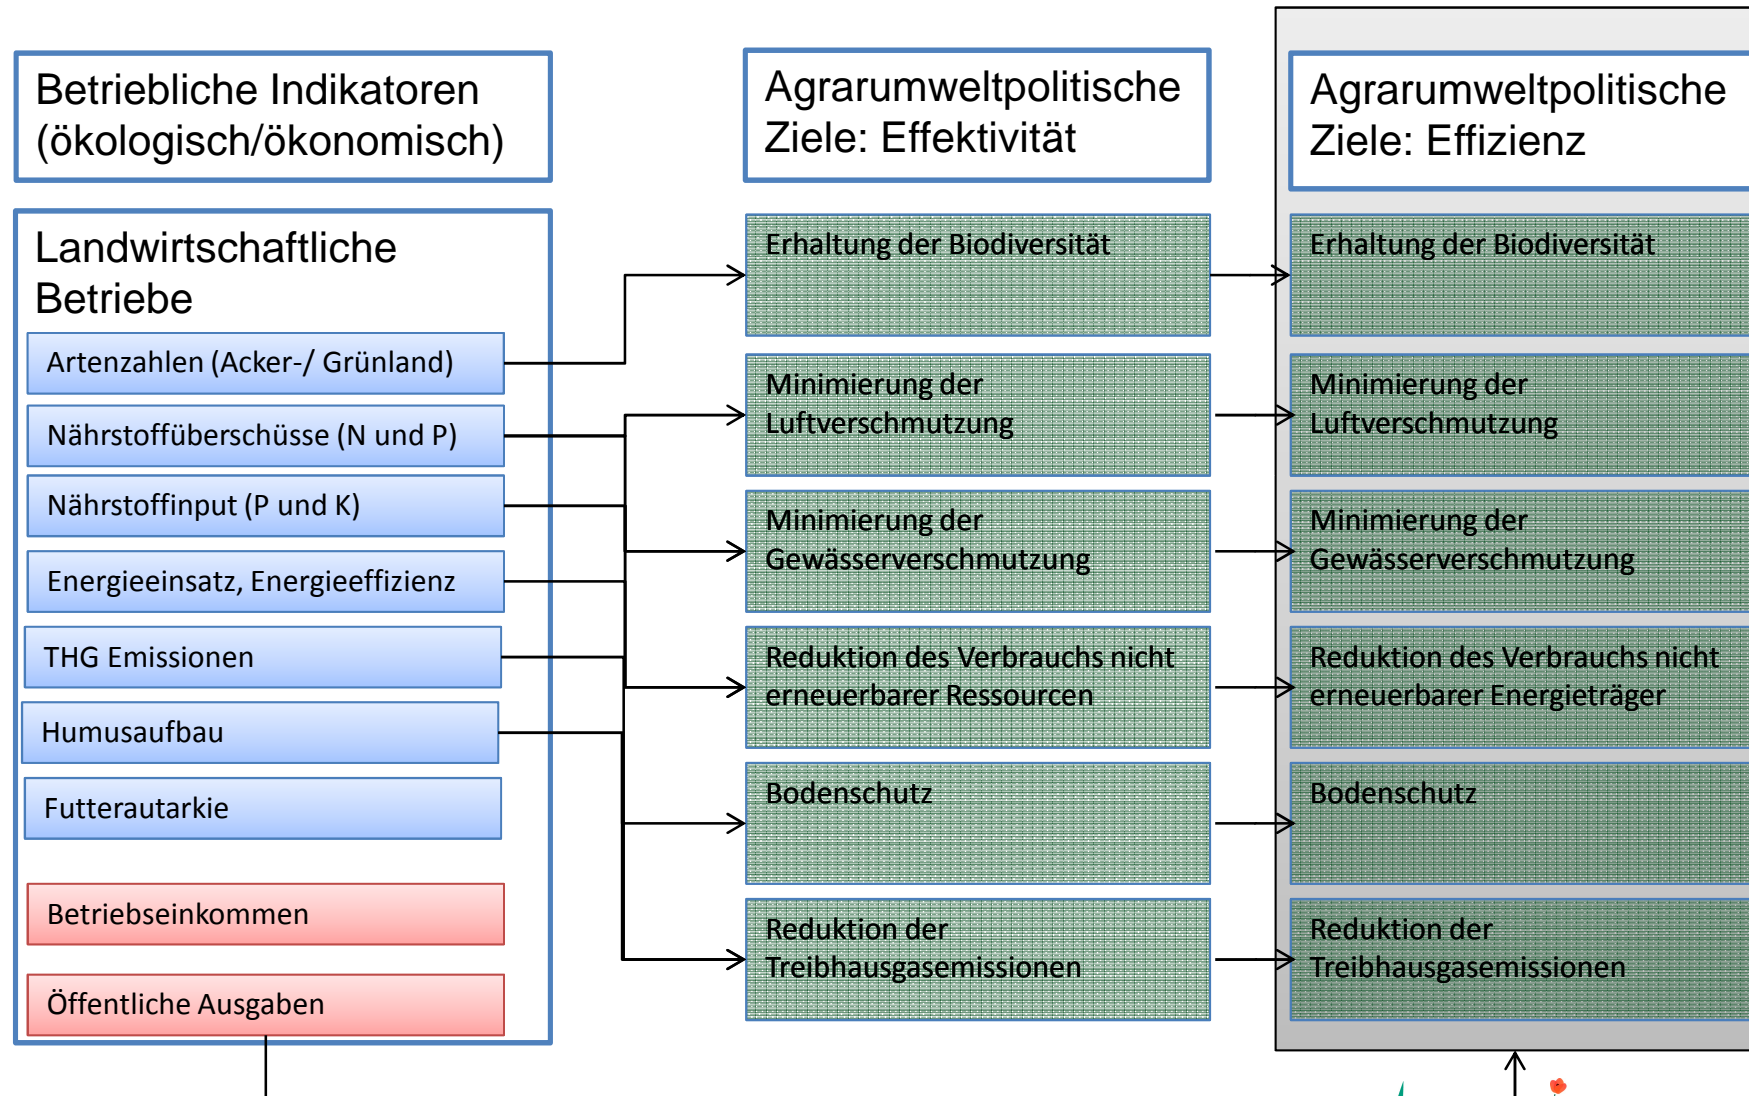 Betriebliche Indikatoren
(ökologisch/ökonomisch)
Landwirtschaftliche
Betriebe
Artenzahlen (Acker-/ Grünland)
Nährstoffüberschüsse (N und P)
Nährstoffinput (P und K)
Energieeinsatz, Energieeffizienz
THG Emissionen
Humusaufbau
Futterautarkie
Betriebseinkommen
Öffentliche Ausgaben
Agrarumweltpolitische
Ziele: Effektivität
Erhaltung der Biodiversität
Minimierung der
Luftverschmutzung
Minimierung der
Gewässerverschmutzung
Reduktion des Verbrauchs nicht
erneuerbarer Ressourcen
Bodenschutz
Reduktion der
Treibhausgasemissionen
Agrarumweltpolitische
Ziele: Effizienz
Erhaltung der Biodiversität
Minimierung der
Luftverschmutzung
Minimierung der
Gewässerverschmutzung
Reduktion des Verbrauchs nicht
erneuerbarer Energieträger
Bodenschutz
Reduktion der
Treibhausgasemissionen